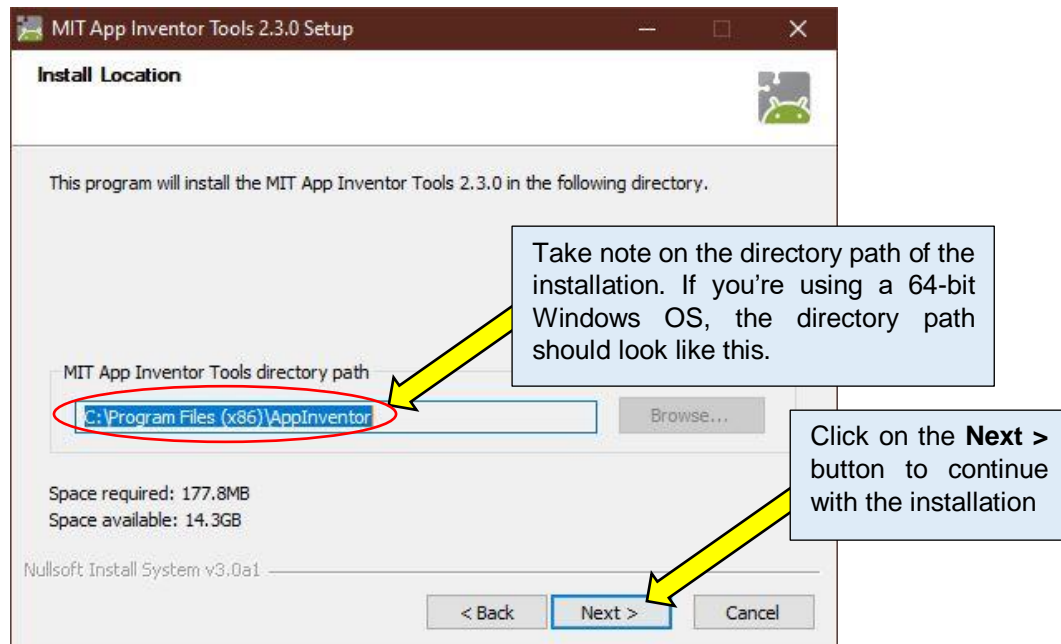 MIT App Inventor Tools 2.3.0 Setup
Install Location
This program will install the MIT App Inventor Tools 2.3.0 in the following directory.
Take note on the directory path of the
installation. If you’re using a 64-bit
Windows OS, the directory path
should look like this.
MIT App Inventor Tools directory path
C:\Program Files (x86)\AppInventor
Browse...
Click on the Next >
button to continue
with the installation
Space required: 177.8MB
Space available: 14.3GB
Nullsoft Install System v3.0a1
< Back Next > Cancel